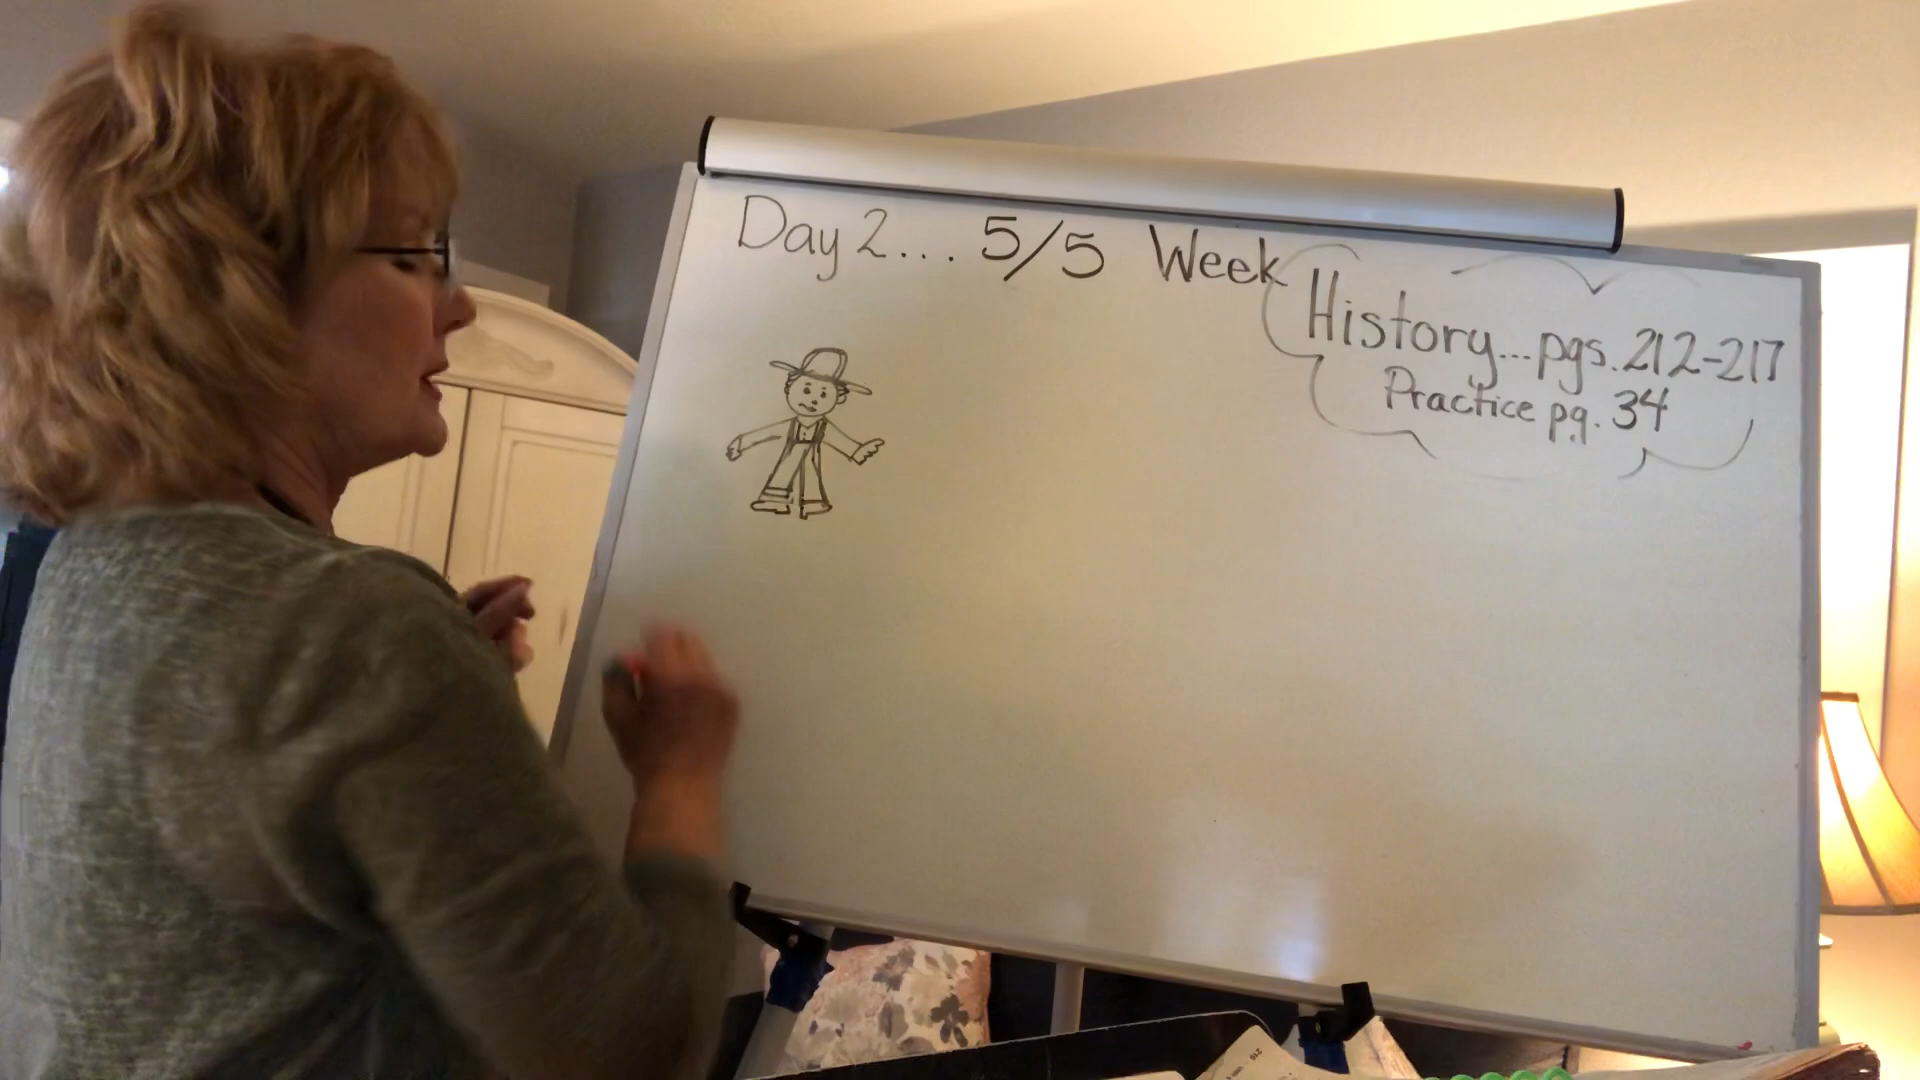 Day 2... 5/5 Week
History...pgs. 212-217
Practice pg. 34